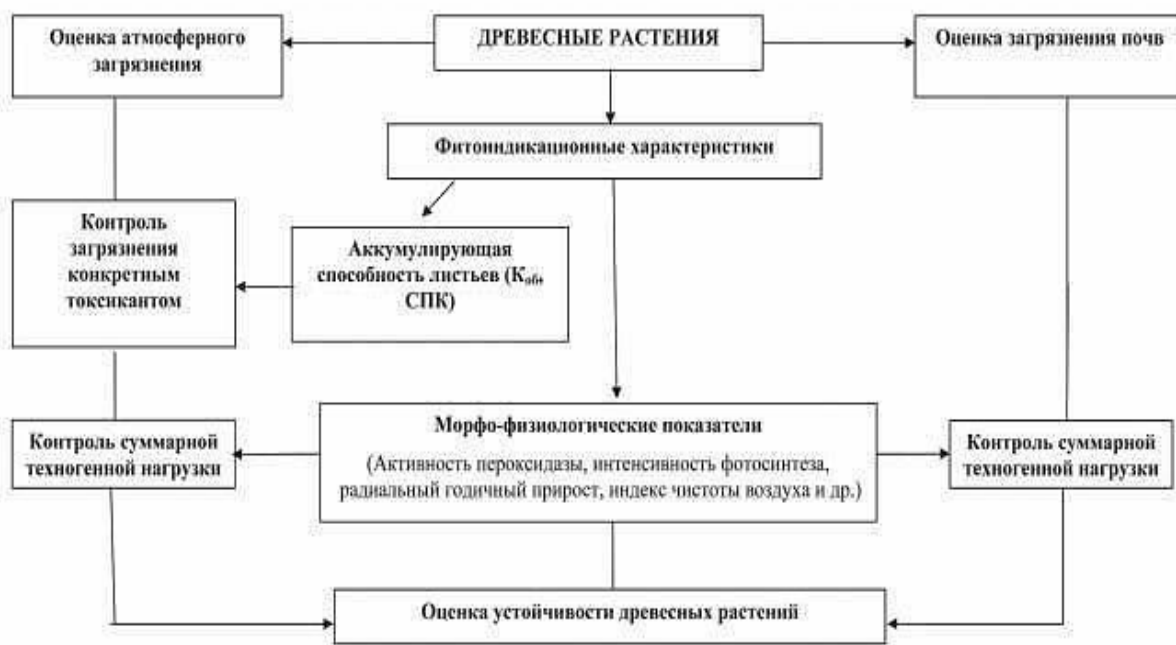 Оценка атмосферного
загрязнения
ДРЕВЕСНЫЕ РАСТЕНИЯ
Оценка загрязнения почв
Фитоиндикационные характеристики
Контроль
загрязнения
конкретным
токсикантом
Аккумулирующая
способность листьев (Kоб,
СПК)
Контроль суммарной
техногенной нагрузки
Морфо-физиологические показатели
(Активность пероксидазы, интенсивность фотосинтеза,
радиальный годичный прирост, индекс чистоты воздуха и др.)
Контроль суммарной
техногенной нагрузки
Оценка устойчивости древесных растений